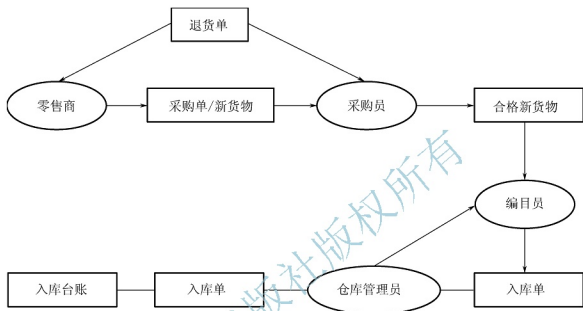 退货单
零售商
采购单/新货物
采购员
合格新货物
编目员
入库台账
入库单
仓库管理员
入库单
版社版权所有